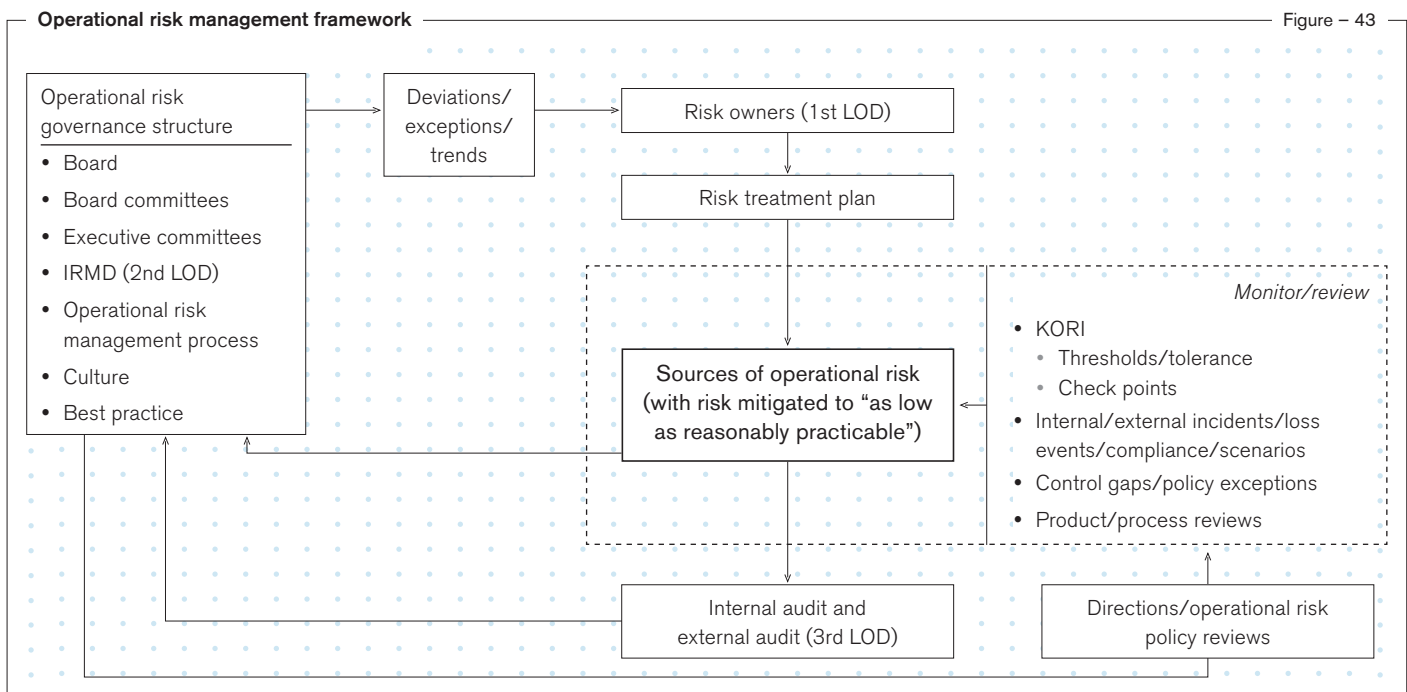 Operational risk management framework
Figure – 43
Operational risk
governance structure
• Board
• Board committees
• Executive committees
• IRMD (2nd LOD)
• Operational risk
management process
• Culture
• Best practice
Deviations/
exceptions/
trends
Risk owners (1st LOD)
Risk treatment plan
Monitor/review
Sources of operational risk
(with risk mitigated to “as low
as reasonably practicable”)
• KORI
• Thresholds/tolerance
• Check points
• Internal/external incidents/loss
events/compliance/scenarios
• Control gaps/policy exceptions
• Product/process reviews
Internal audit and
external audit (3rd LOD)
Directions/operational risk
policy reviews